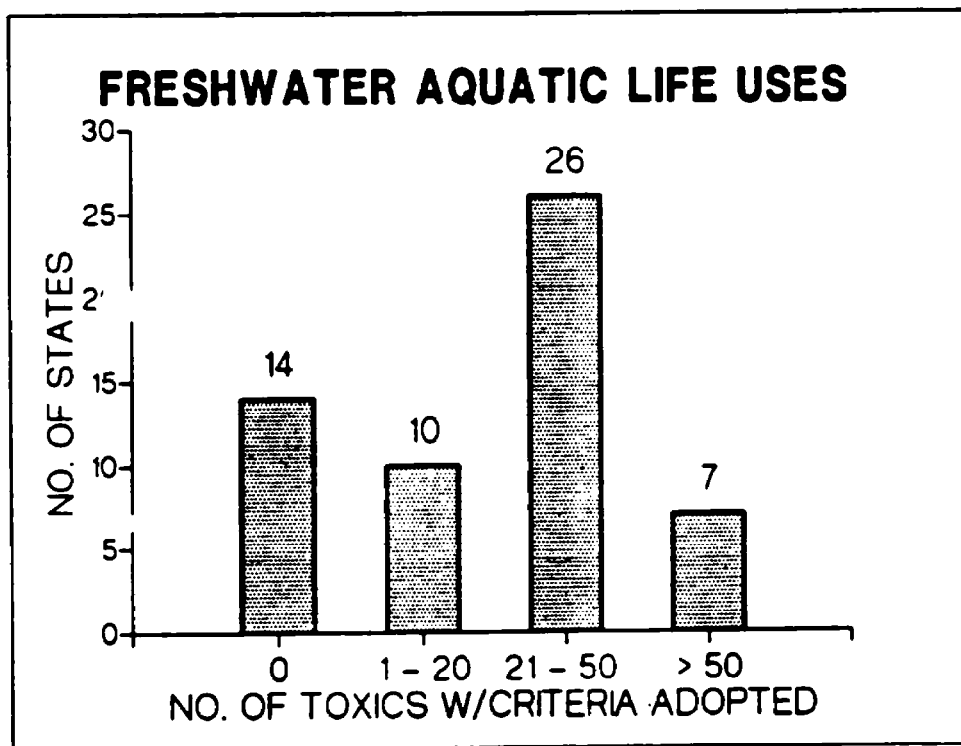 FRESHWATER AQUATIC LIFE USES
30
25
2'
15
10
5
0
NO. OF STATES
14
10
26
7
0 1-20 21-50 >50
NO. OF TOXICS W/CRITERIA ADOPTED